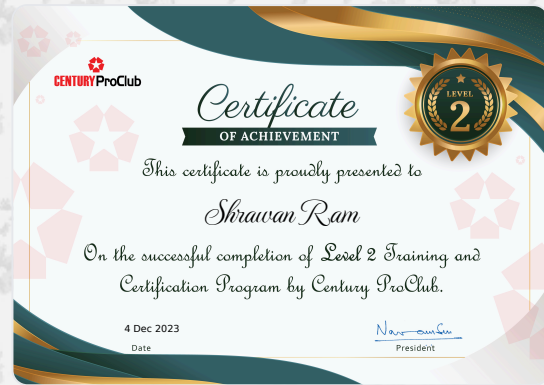 CENTURY ProClub
LEVEL
2
Certificate
OF ACHIEVEMENT
This certificate is proudly presented to
Shrawan Ram
On the successful completion of Level 2 Training and
Certification Program by Century ProClub.
4 Dec 2023
Date
President